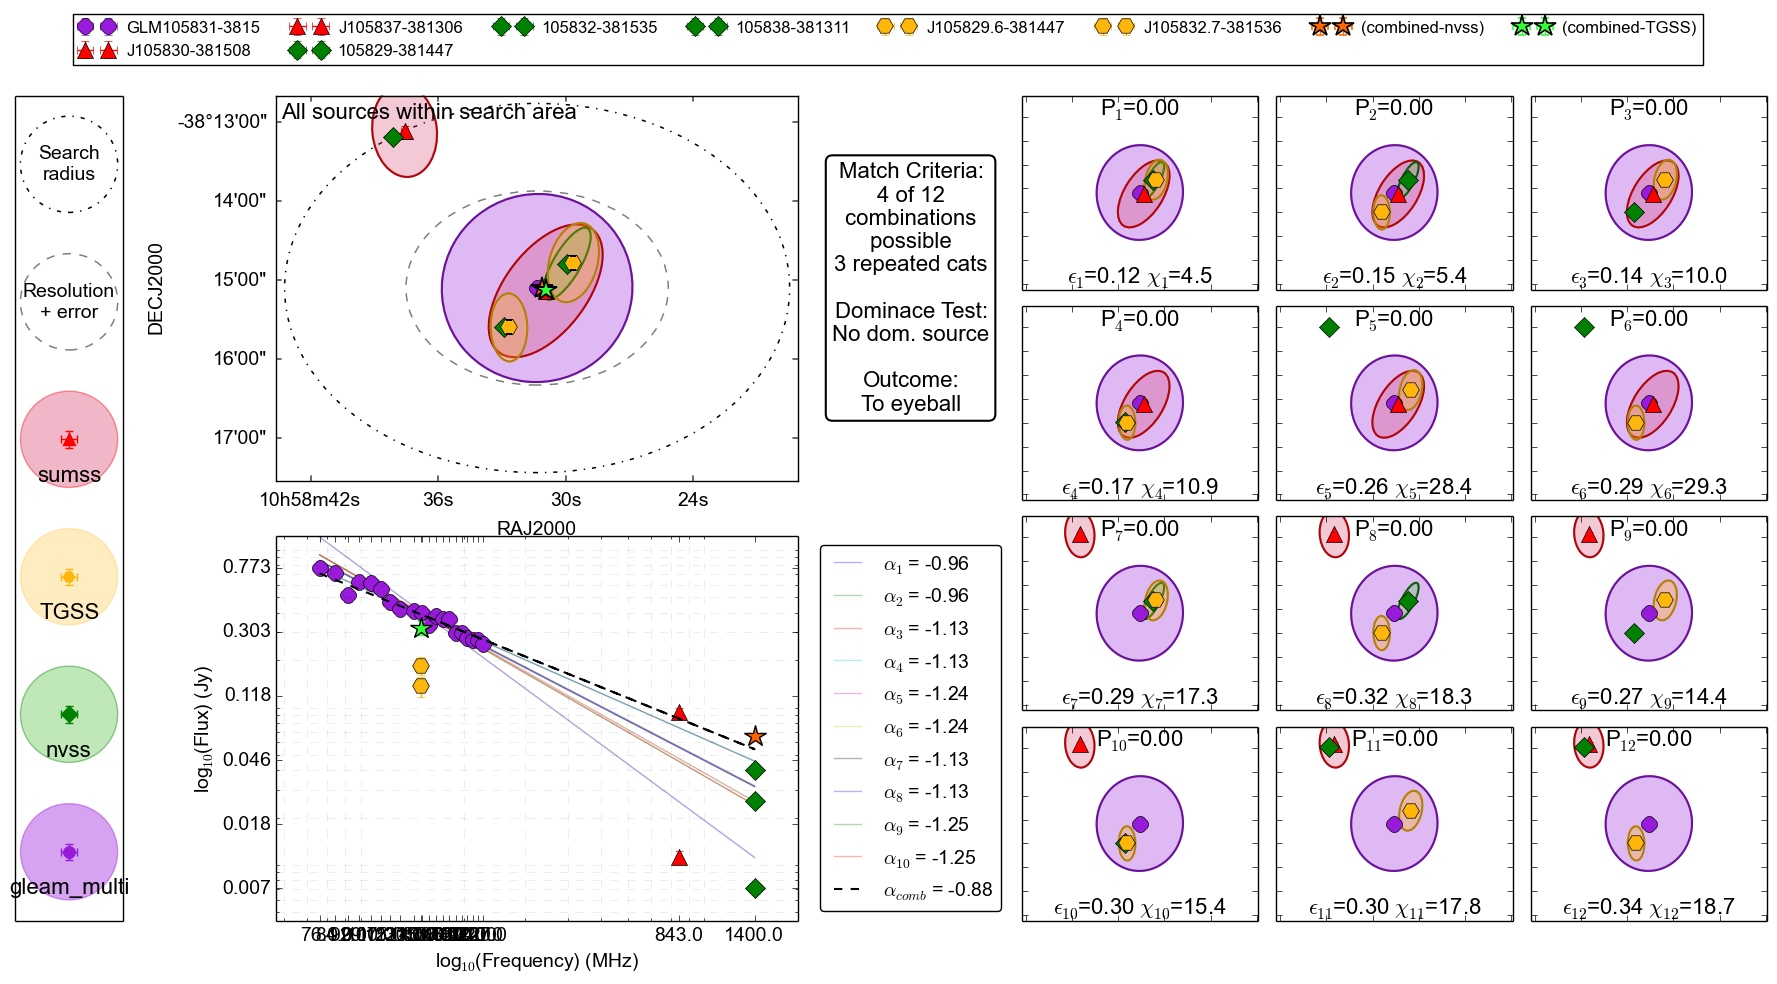 GLM105831-3815
J105837-381306
105832-381535
105838-381311
J105829.6-381447
J105832.7-381536
(combined-nvss)
(combined-TGSS)
J105830-381508
105829-381447
Search
radius
Resolution
+ error
sumss
TGSS
nvss
gleam_multi
All sources within search area
DECJ2000
-38°13'00"
14'00"
15'00"
16'00"
17'00"
10h58m42s
36s
30s
24s
RAJ2000
Match Criteria:
4 of 12
combinations
possible
3 repeated cats
Dominace Test:
No dom. source
Outcome:
To eyeball
log10(Flux) (Jy)
0.773
0.303
0.118
0.046
0.018
0.007
843.0
1400.0
log10(Frequency) (MHz)
α1 = -0.96
α2 = -0.96
α3 = -1.13
α4 = -1.13
α5 = -1.24
α6 = -1.24
α7 = -1.13
α8 = -1.13
α9 = -1.25
α10 = -1.25
αcomb = -0.88
P1=0.00
ϵ1=0.12 χ1=4.5
P2=0.00
ϵ2=0.15 χ2=5.4
P3=0.00
ϵ3=0.14 χ3=10.0
P4=0.00
ϵ4=0.17 χ4=10.9
P5=0.00
ϵ5=0.26 χ5=28.4
P6=0.00
ϵ6=0.29 χ6=29.3
P7=0.00
ϵ7=0.29 χ7=17.3
P8=0.00
ϵ8=0.32 χ8=18.3
P9=0.00
ϵ9=0.27 χ9=14.4
P10=0.00
ϵ10=0.30 χ10=15.4
P11=0.00
ϵ11=0.30 χ11=17.8
P12=0.00
ϵ12=0.34 χ12=18.7